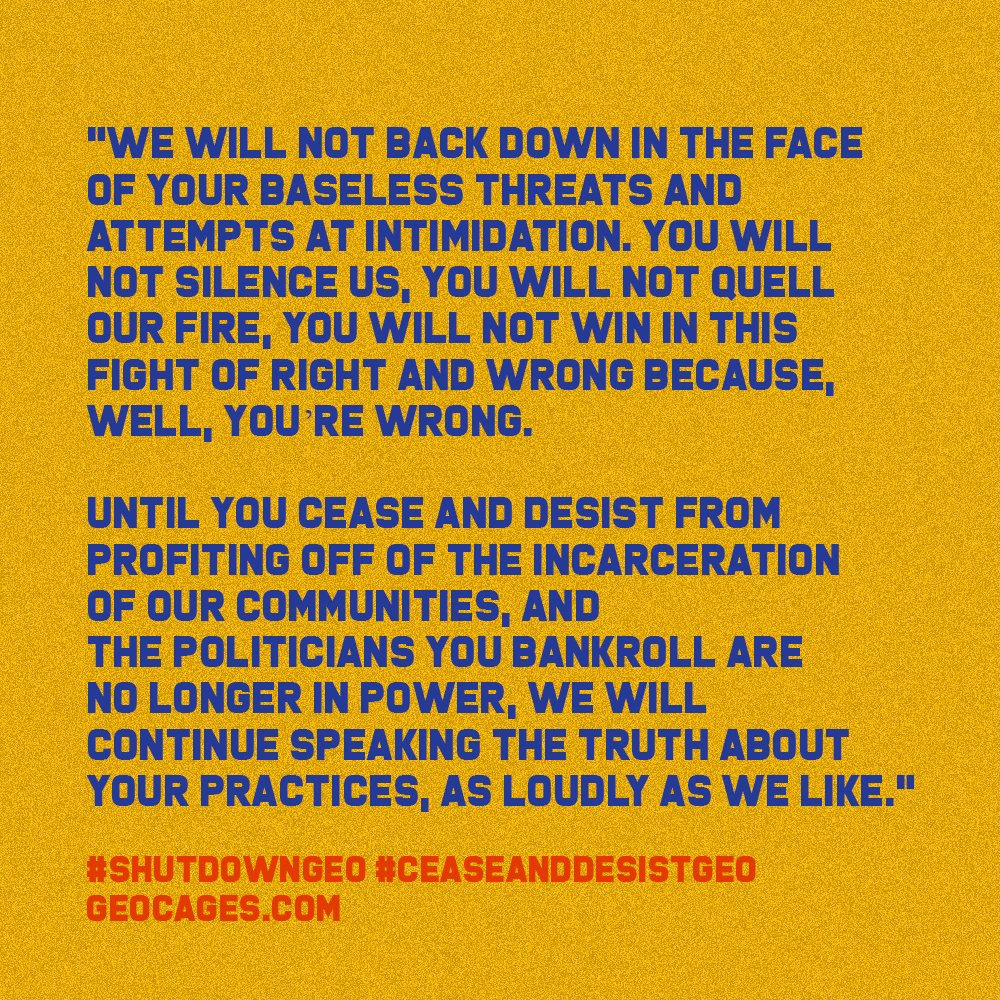 "WE WILL NOT BACK DOWN IN THE FACE
OF YOUR BASELESS THREATS AND
ATTEMPTS AT INTIMIDATION. YOU WILL
NOT SILENCE US, YOU WILL NOT QUELL
OUR FIRE, YOU WILL NOT WIN IN THIS
FIGHT OF RIGHT AND WRONG BECAUSE,
WELL, YOU’RE WRONG.

UNTIL YOU CEASE AND DESIST FROM
PROFITING OFF OF THE INCARCERATION
OF OUR COMMUNITIES, AND
THE POLITICIANS YOU BANKROLL ARE
NO LONGER IN POWER, WE WILL
CONTINUE SPEAKING THE TRUTH ABOUT
YOUR PRACTICES, AS LOUDLY AS WE LIKE."

#SHUTDOWNGEO #CEASEANDDESISTGEO
GEOCAGES.COM